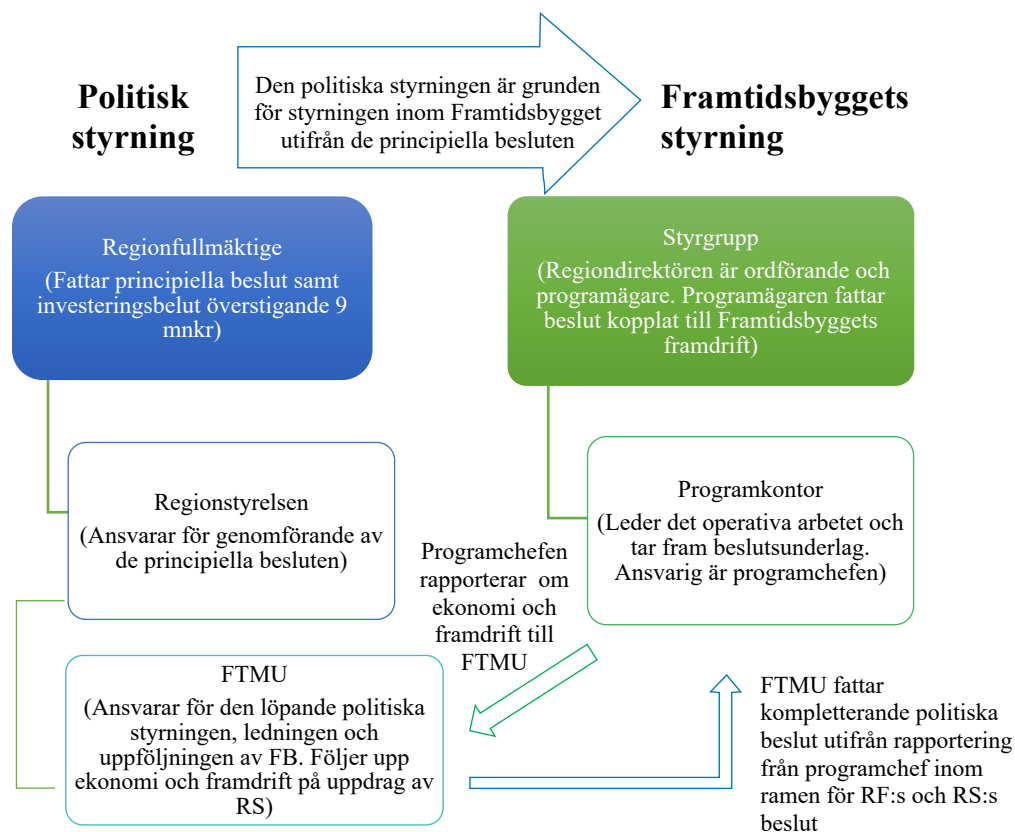 Politisk
styrning
Den politiska styrningen är grunden
för styrningen inom Framtidsbygget
utifrån de principiella besluten
Framtidsbyggets
styrning
Regionfullmäktige
(Fattar principiella beslut samt
investeringsbelut överstigande 9
mnkr)
Styrgrupp
(Regiondirektören är ordförande och
programägare. Programägaren fattar
beslut kopplat till Framtidsbyggets
framdrift)
Regionstyrelsen
(Ansvarar för genomförande av
de principiella besluten)
Programkontor
(Leder det operativa arbetet och
tar fram beslutsunderlag.
Ansvarig är programchefen)
Programchefen
rapporterar om
ekonomi och
framdrift till
FTMU
FTMU
(Ansvarar för den löpande politiska
styrningen, ledningen och
uppföljningen av FB. Följer upp
ekonomi och framdrift på uppdrag av
RS)
FTMU fattar
kompletterande politiska
beslut utifrån rapportering
från programchef inom
ramen för RF:s och RS:s
beslut